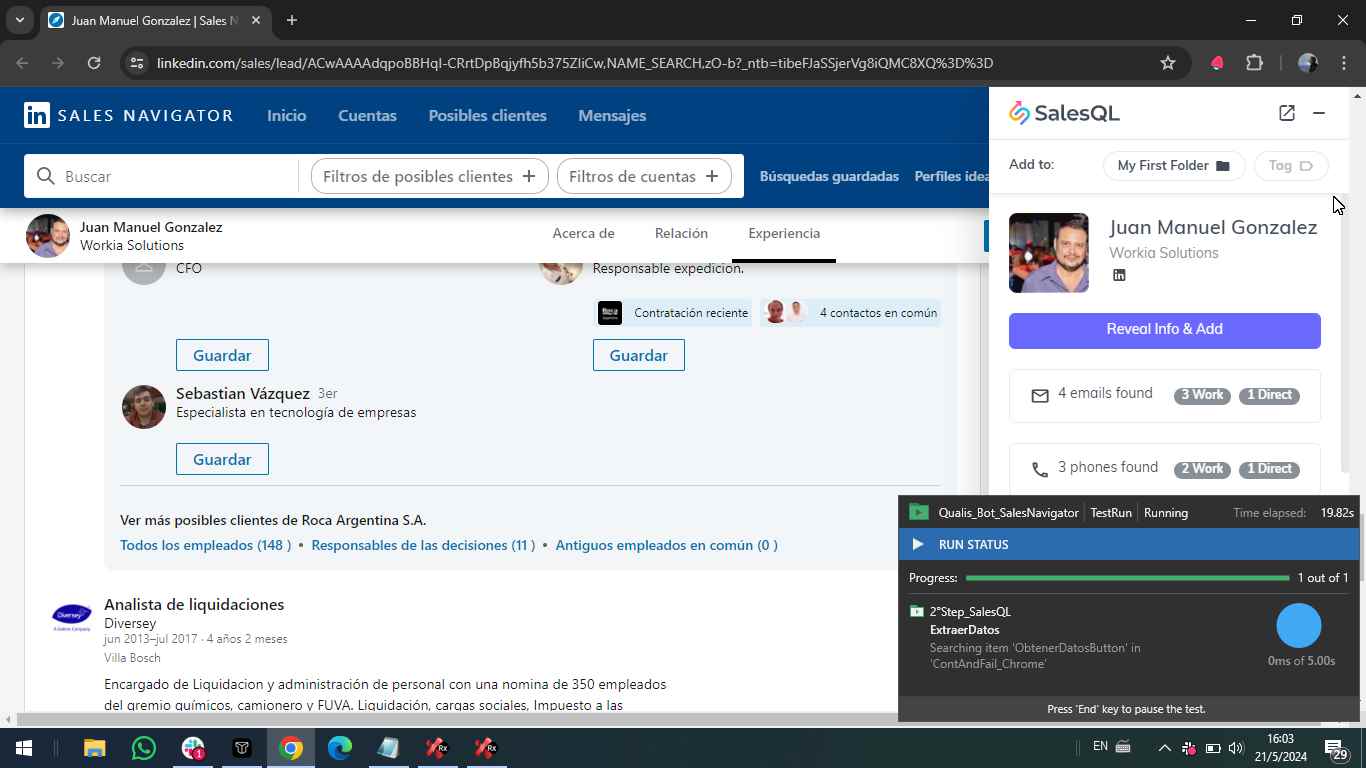 Juan Manuel Gonzalez | Sales N
linkedin.com/sales/lead/ACwAAAAdqpoBBHqI-CRrtDpBqjyfh5b375ZIiCw,NAME_SEARCH,zO-b?_ntb=tibeFJaSSjerVg8iQMC8XQ%3D%3D
in SALES NAVIGATOR Inicio Cuentas Posibles clientes Mensajes
Buscar Filtros de posibles clientes + Filtros de cuentas + Búsquedas guardadas Perfiles idea
Juan Manuel Gonzalez
Workia Solutions
Acerca de Relación Experiencia
CFO
Responsable expedición.
Contratación reciente 4 contactos en común
Guardar Guardar
Sebastian Vázquez 3er
Especialista en tecnología de empresas
Guardar
Ver más posibles clientes de Roca Argentina S.A.
Todos los empleados (148 ) • Responsables de las decisiones (11 ) • Antiguos empleados en común (0 )
Diversey
Analista de liquidaciones
Diversey
jun 2013–jul 2017 · 4 años 2 meses
Villa Bosch
Encargado de Liquidacion y administración de personal con una nomina de 350 empleados
del gremio químicos, camionero y FUVA. Liquidación, cargas sociales, Impuesto a las
SalesQL
Add to: My First Folder Tag
Juan Manuel Gonzalez
Workia Solutions
in
Reveal Info & Add
4 emails found 3 Work 1 Direct
3 phones found 2 Work 1 Direct
Qualis_Bot_SalesNavigator TestRun Running Time elapsed: 19.82s
RUN STATUS
Progress: 1 out of 1
2°Step_SalesQL
ExtraerDatos
Searching item 'ObtenerDatosButton' in
'ContAndFail_Chrome'
0ms of 5.00s
Press 'End' key to pause the test.
1 Rx Rx EN 16:03
21/5/2024 29